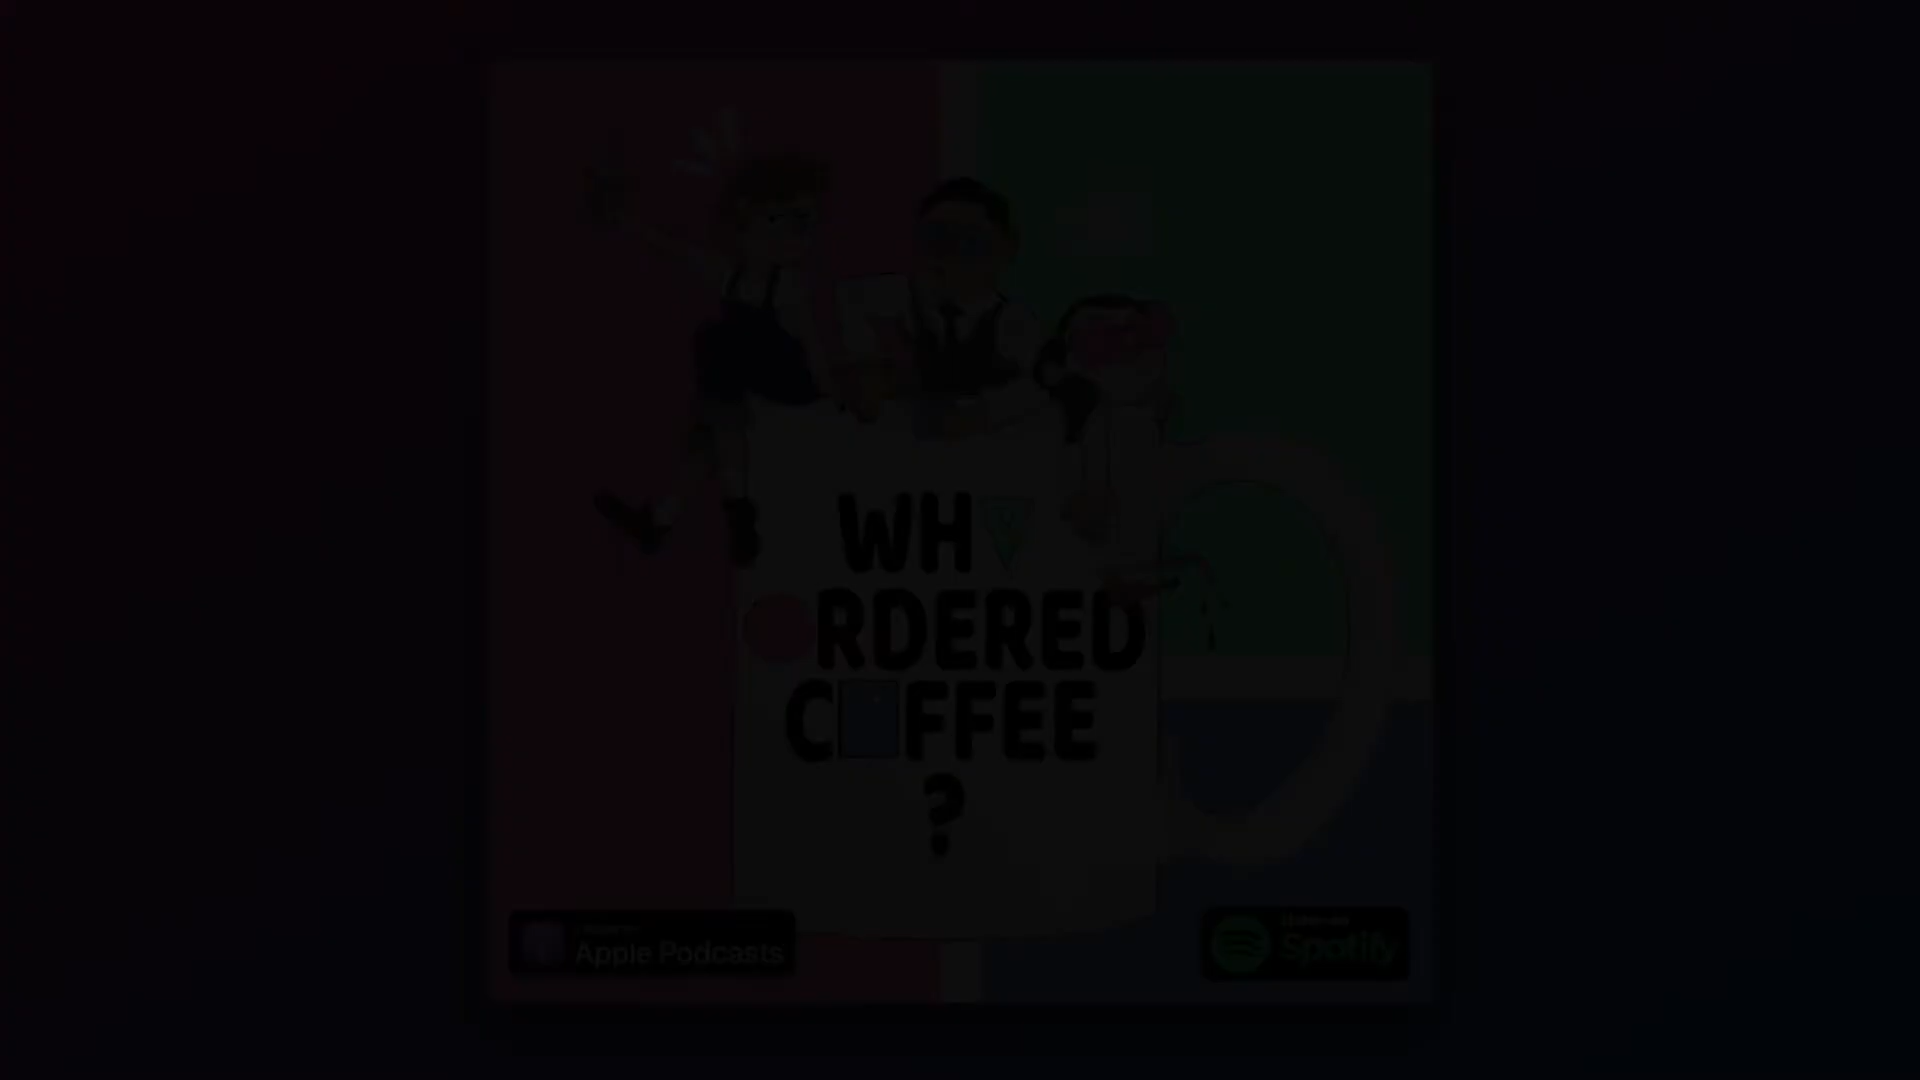 WHO
ORDERED
COFFEE
?
Apple Podcasts
Spotify